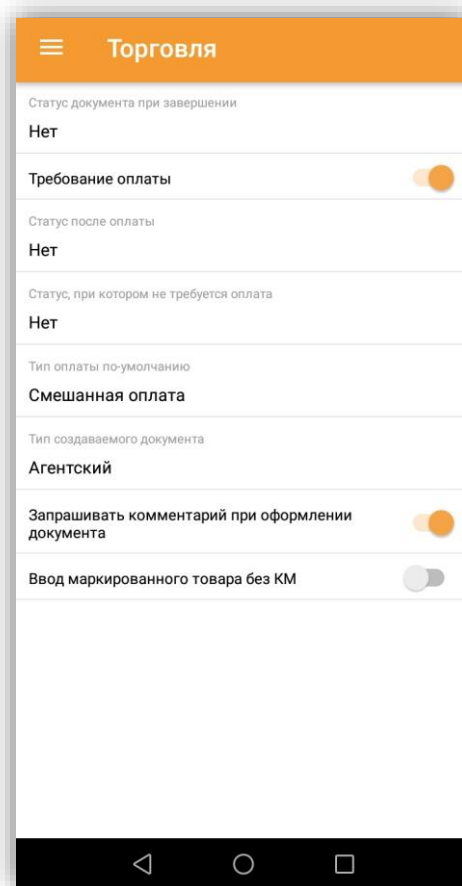 Торговля
Статус документа при завершении
Нет
Требование оплаты
Статус после оплаты
Нет
Статус, при котором не требуется оплата
Нет
Тип оплаты по-умолчанию
Смешанная оплата
Тип создаваемого документа
Агентский
Запрашивать комментарий при оформлении
документа
Ввод маркированного товара без КМ